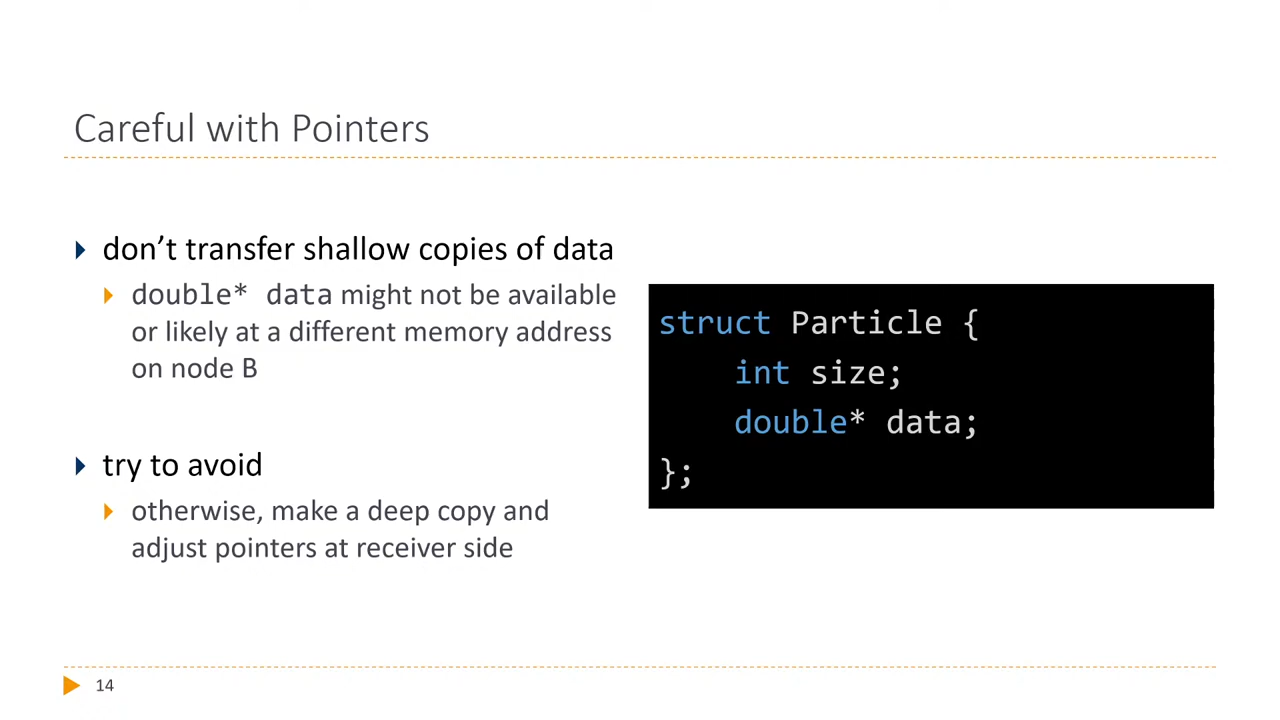 Careful with Pointers
don’t transfer shallow copies of data
double* data might not be available
or likely at a different memory address
on node B
try to avoid
otherwise, make a deep copy and
adjust pointers at receiver side
struct Particle {
    int size;
    double* data;
};
14